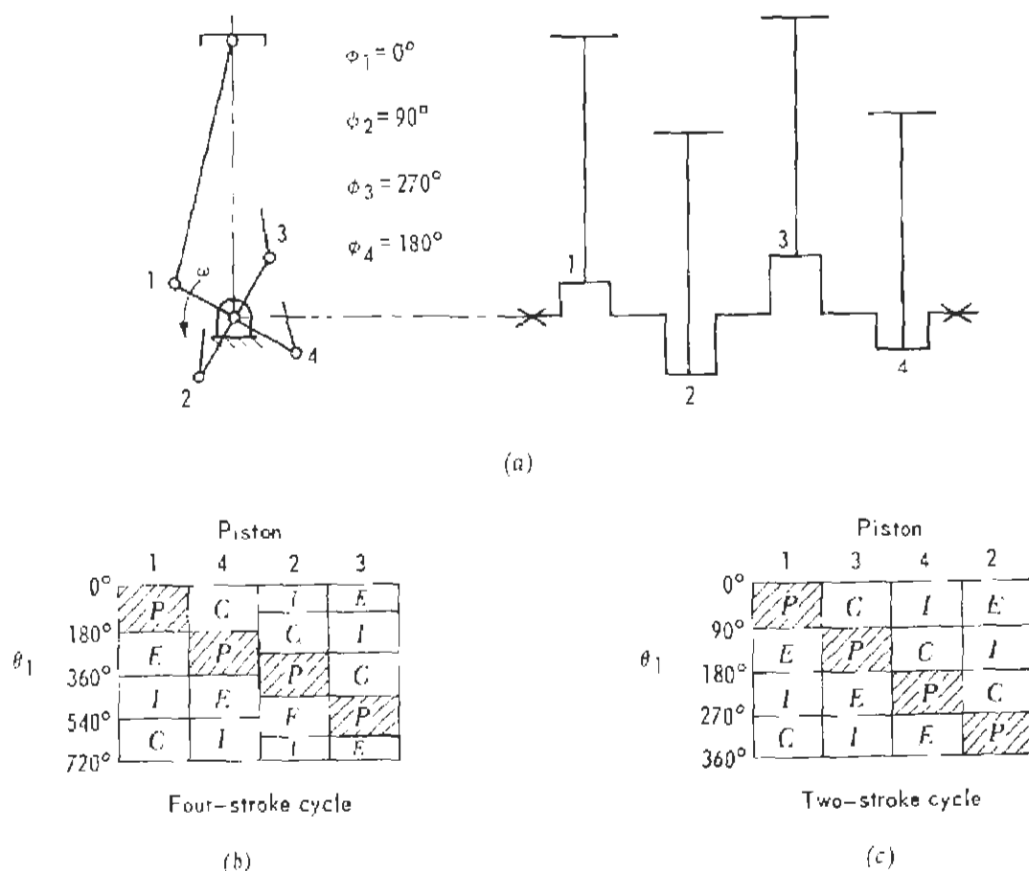 ϕ1 = 0°
ϕ2 = 90°
ϕ3 = 270°
ϕ4 = 180°
1
ω
3
2
4
1
2
3
4
(a)
Piston
1 4 2 3
0°
P C I E
180°
C I
E P
θ1
360°
P C
I E
540°
E P
C I
720°
I E
Four-stroke cycle
(b)
Piston
1 3 4 2
0°
P C I E
90°
θ1
E P C I
180°
I E P C
270°
C I E P
360°
Two-stroke cycle
(c)